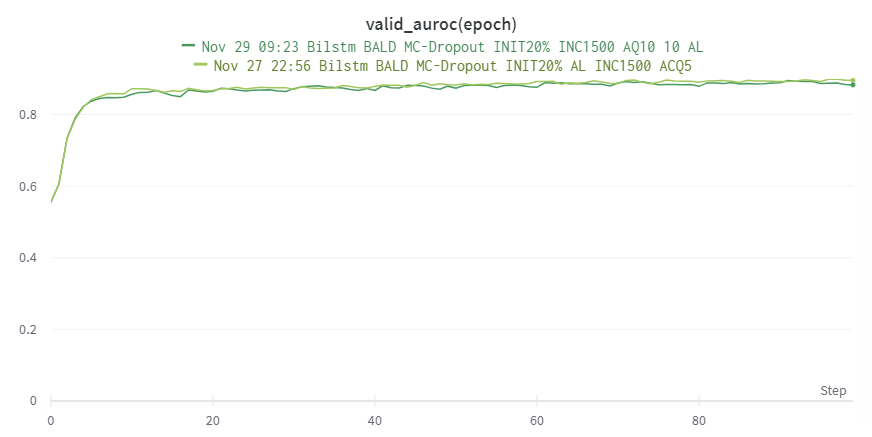 valid_auroc(epoch)
Nov 29 09:23 Bilstm BALD MC-Dropout INIT20% INC1500 AQ10 10 AL
Nov 27 22:56 Bilstm BALD MC-Dropout INIT20% AL INC1500 ACQ5
0.8
0.6
0.4
0.2
0
Step
0 20 40 60 80